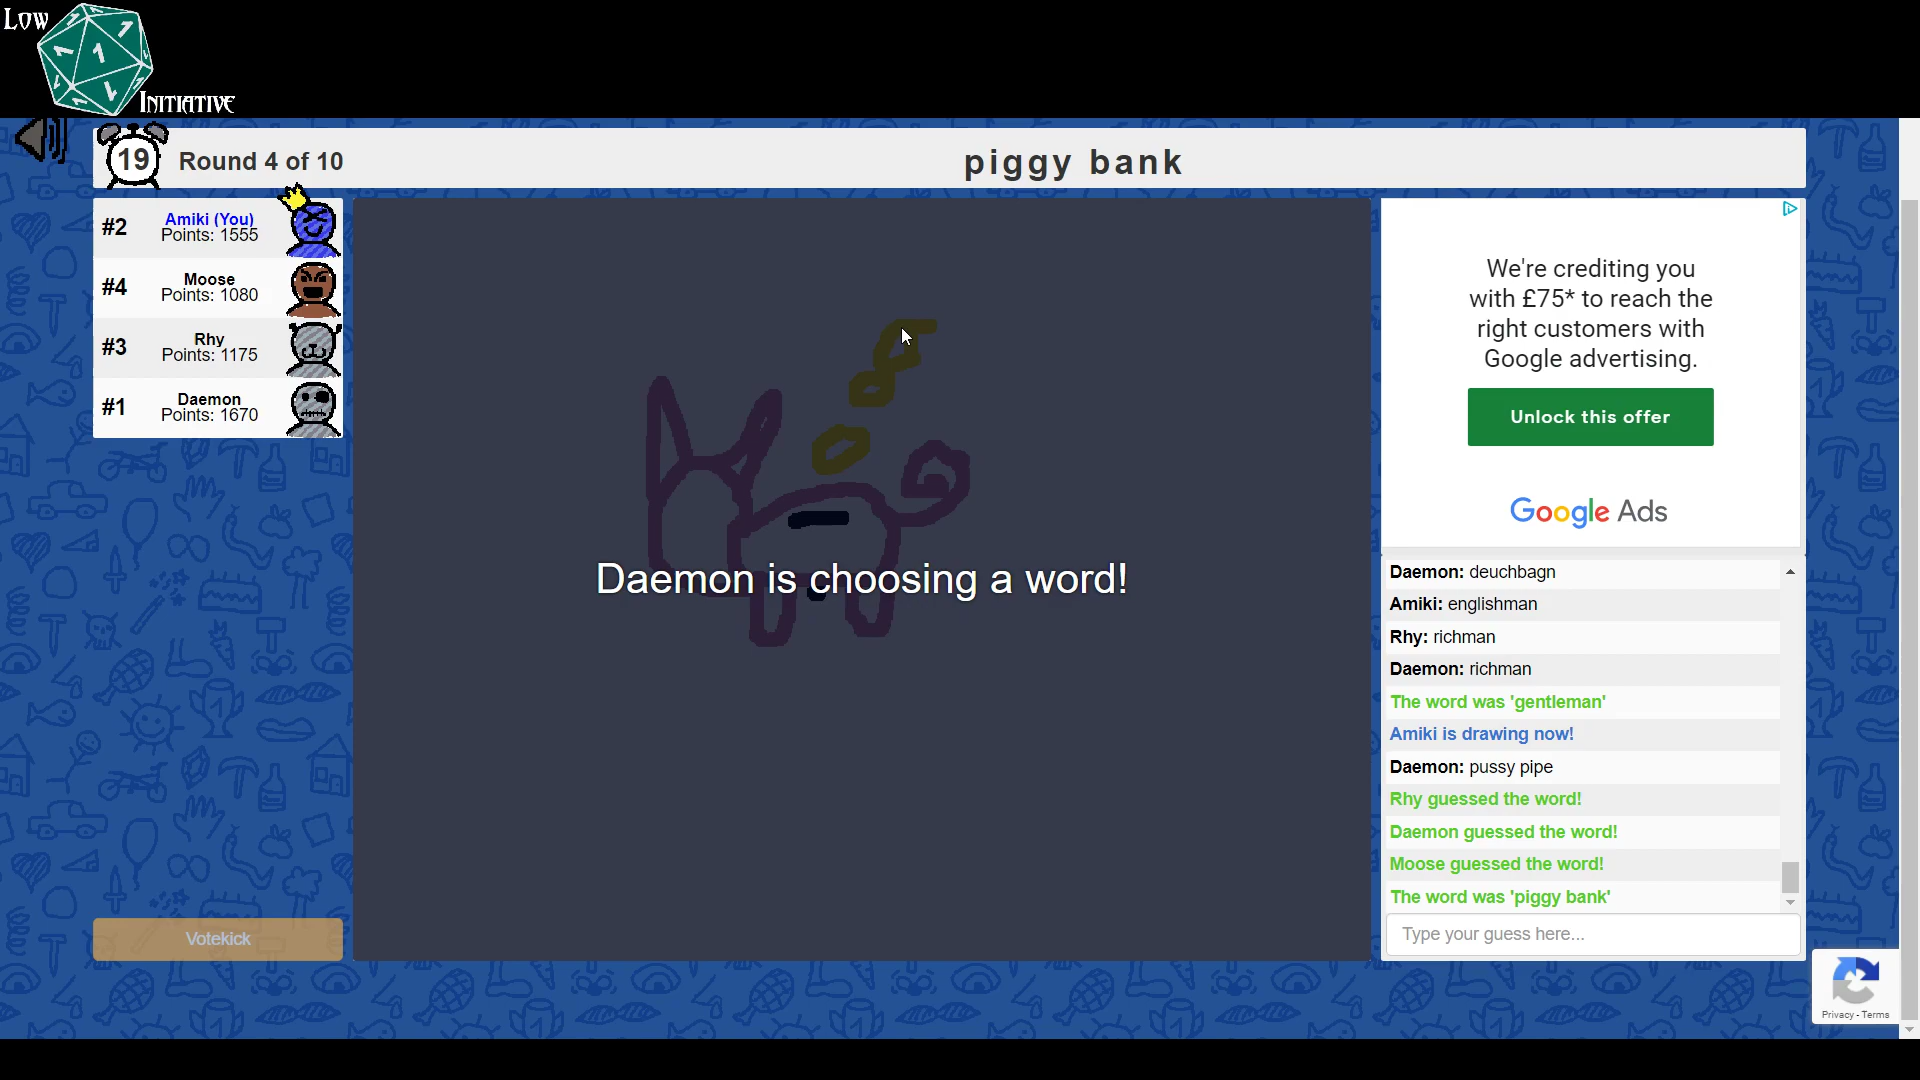 Low
Initiative
19
Round 4 of 10
piggy bank
#2
Amiki (You)
Points: 1555
#4
Moose
Points: 1080
#3
Rhy
Points: 1175
#1
Daemon
Points: 1670
Votekick
Daemon is choosing a word!
We're crediting you
with £75* to reach the
right customers with
Google advertising.
Unlock this offer
Google Ads
Daemon: deuchbagn
Amiki: englishman
Rhy: richman
Daemon: richman
The word was 'gentleman'
Amiki is drawing now!
Daemon: pussy pipe
Rhy guessed the word!
Daemon guessed the word!
Moose guessed the word!
The word was 'piggy bank'
Type your guess here...
Privacy - Terms